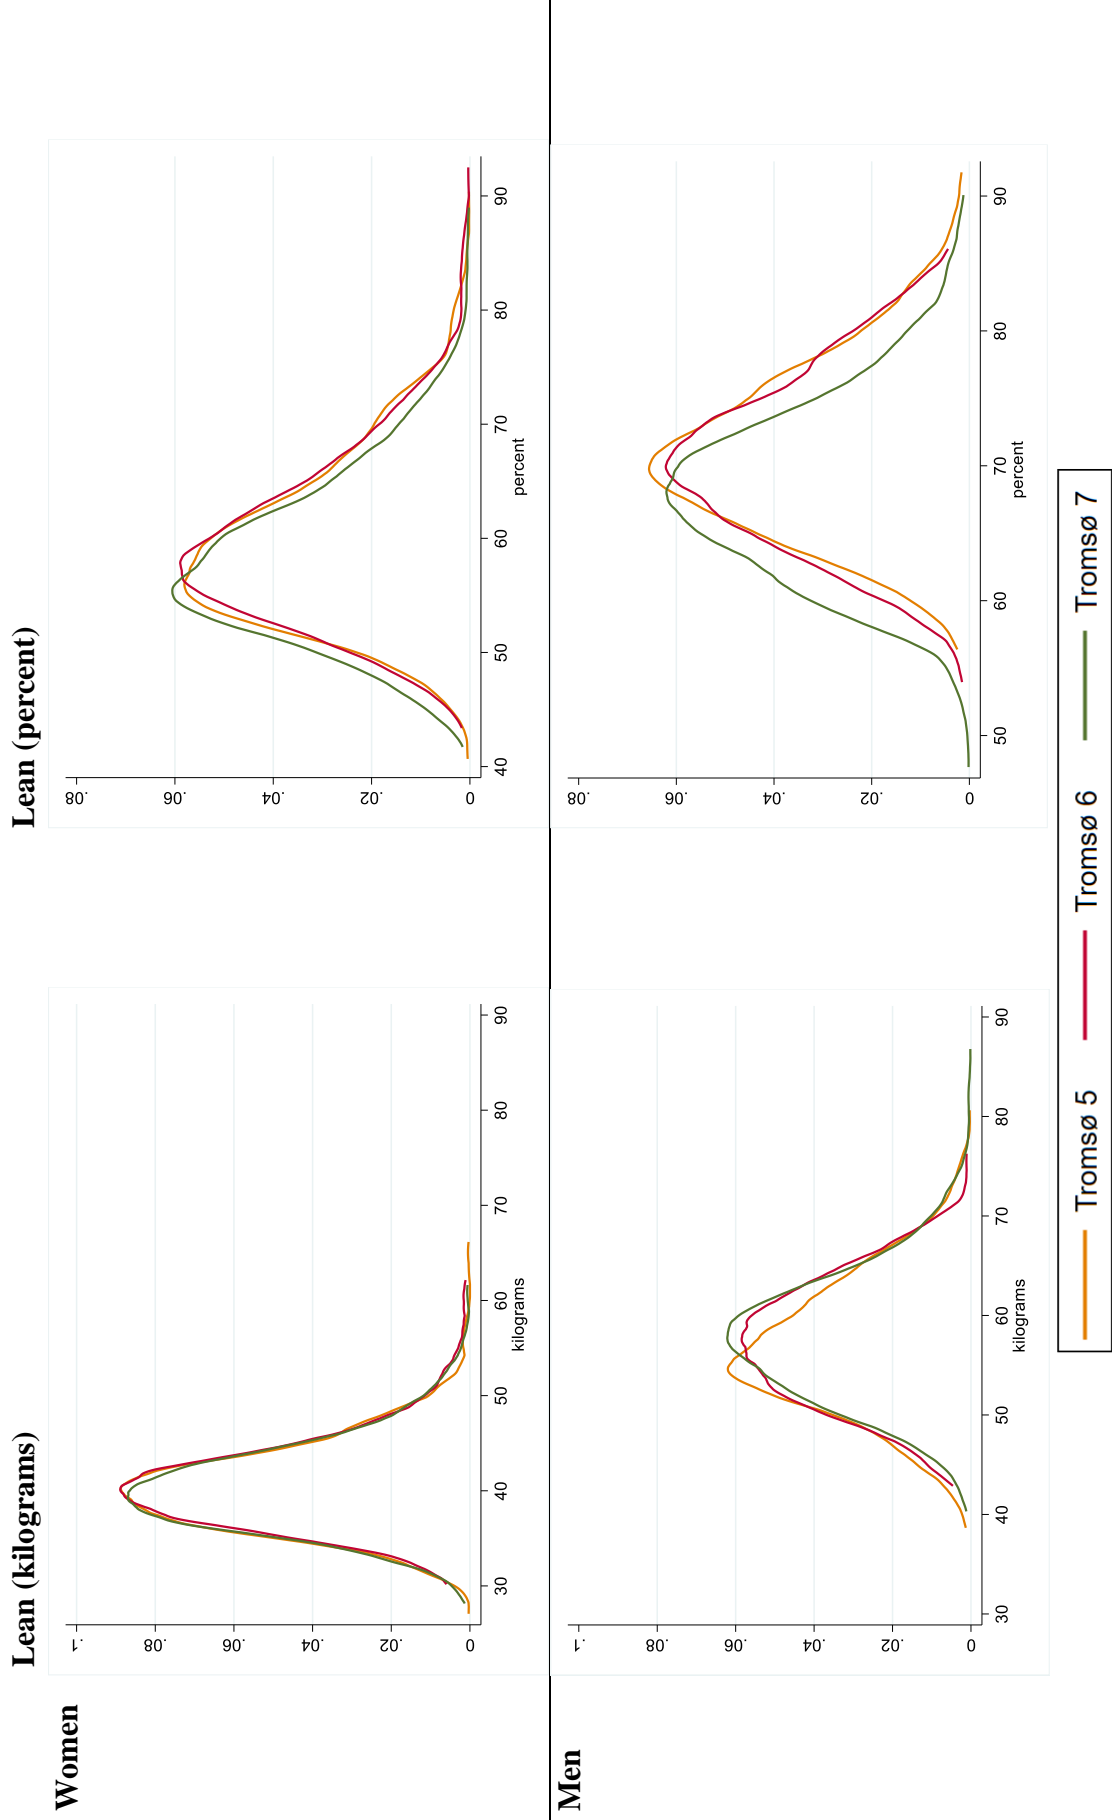 Lean (kilograms) Lean (percent)
Women
.1
.08
.06
.04
.02
0
30 40 50 60 70 80 90
kilograms
.08
.06
.04
.02
0
40 50 60 70 80 90
percent
Men
.1
.08
.06
.04
.02
0
30 40 50 60 70 80 90
kilograms
.08
.06
.04
.02
0
50 60 70 80 90
percent
Tromsø 5 Tromsø 6 Tromsø 7